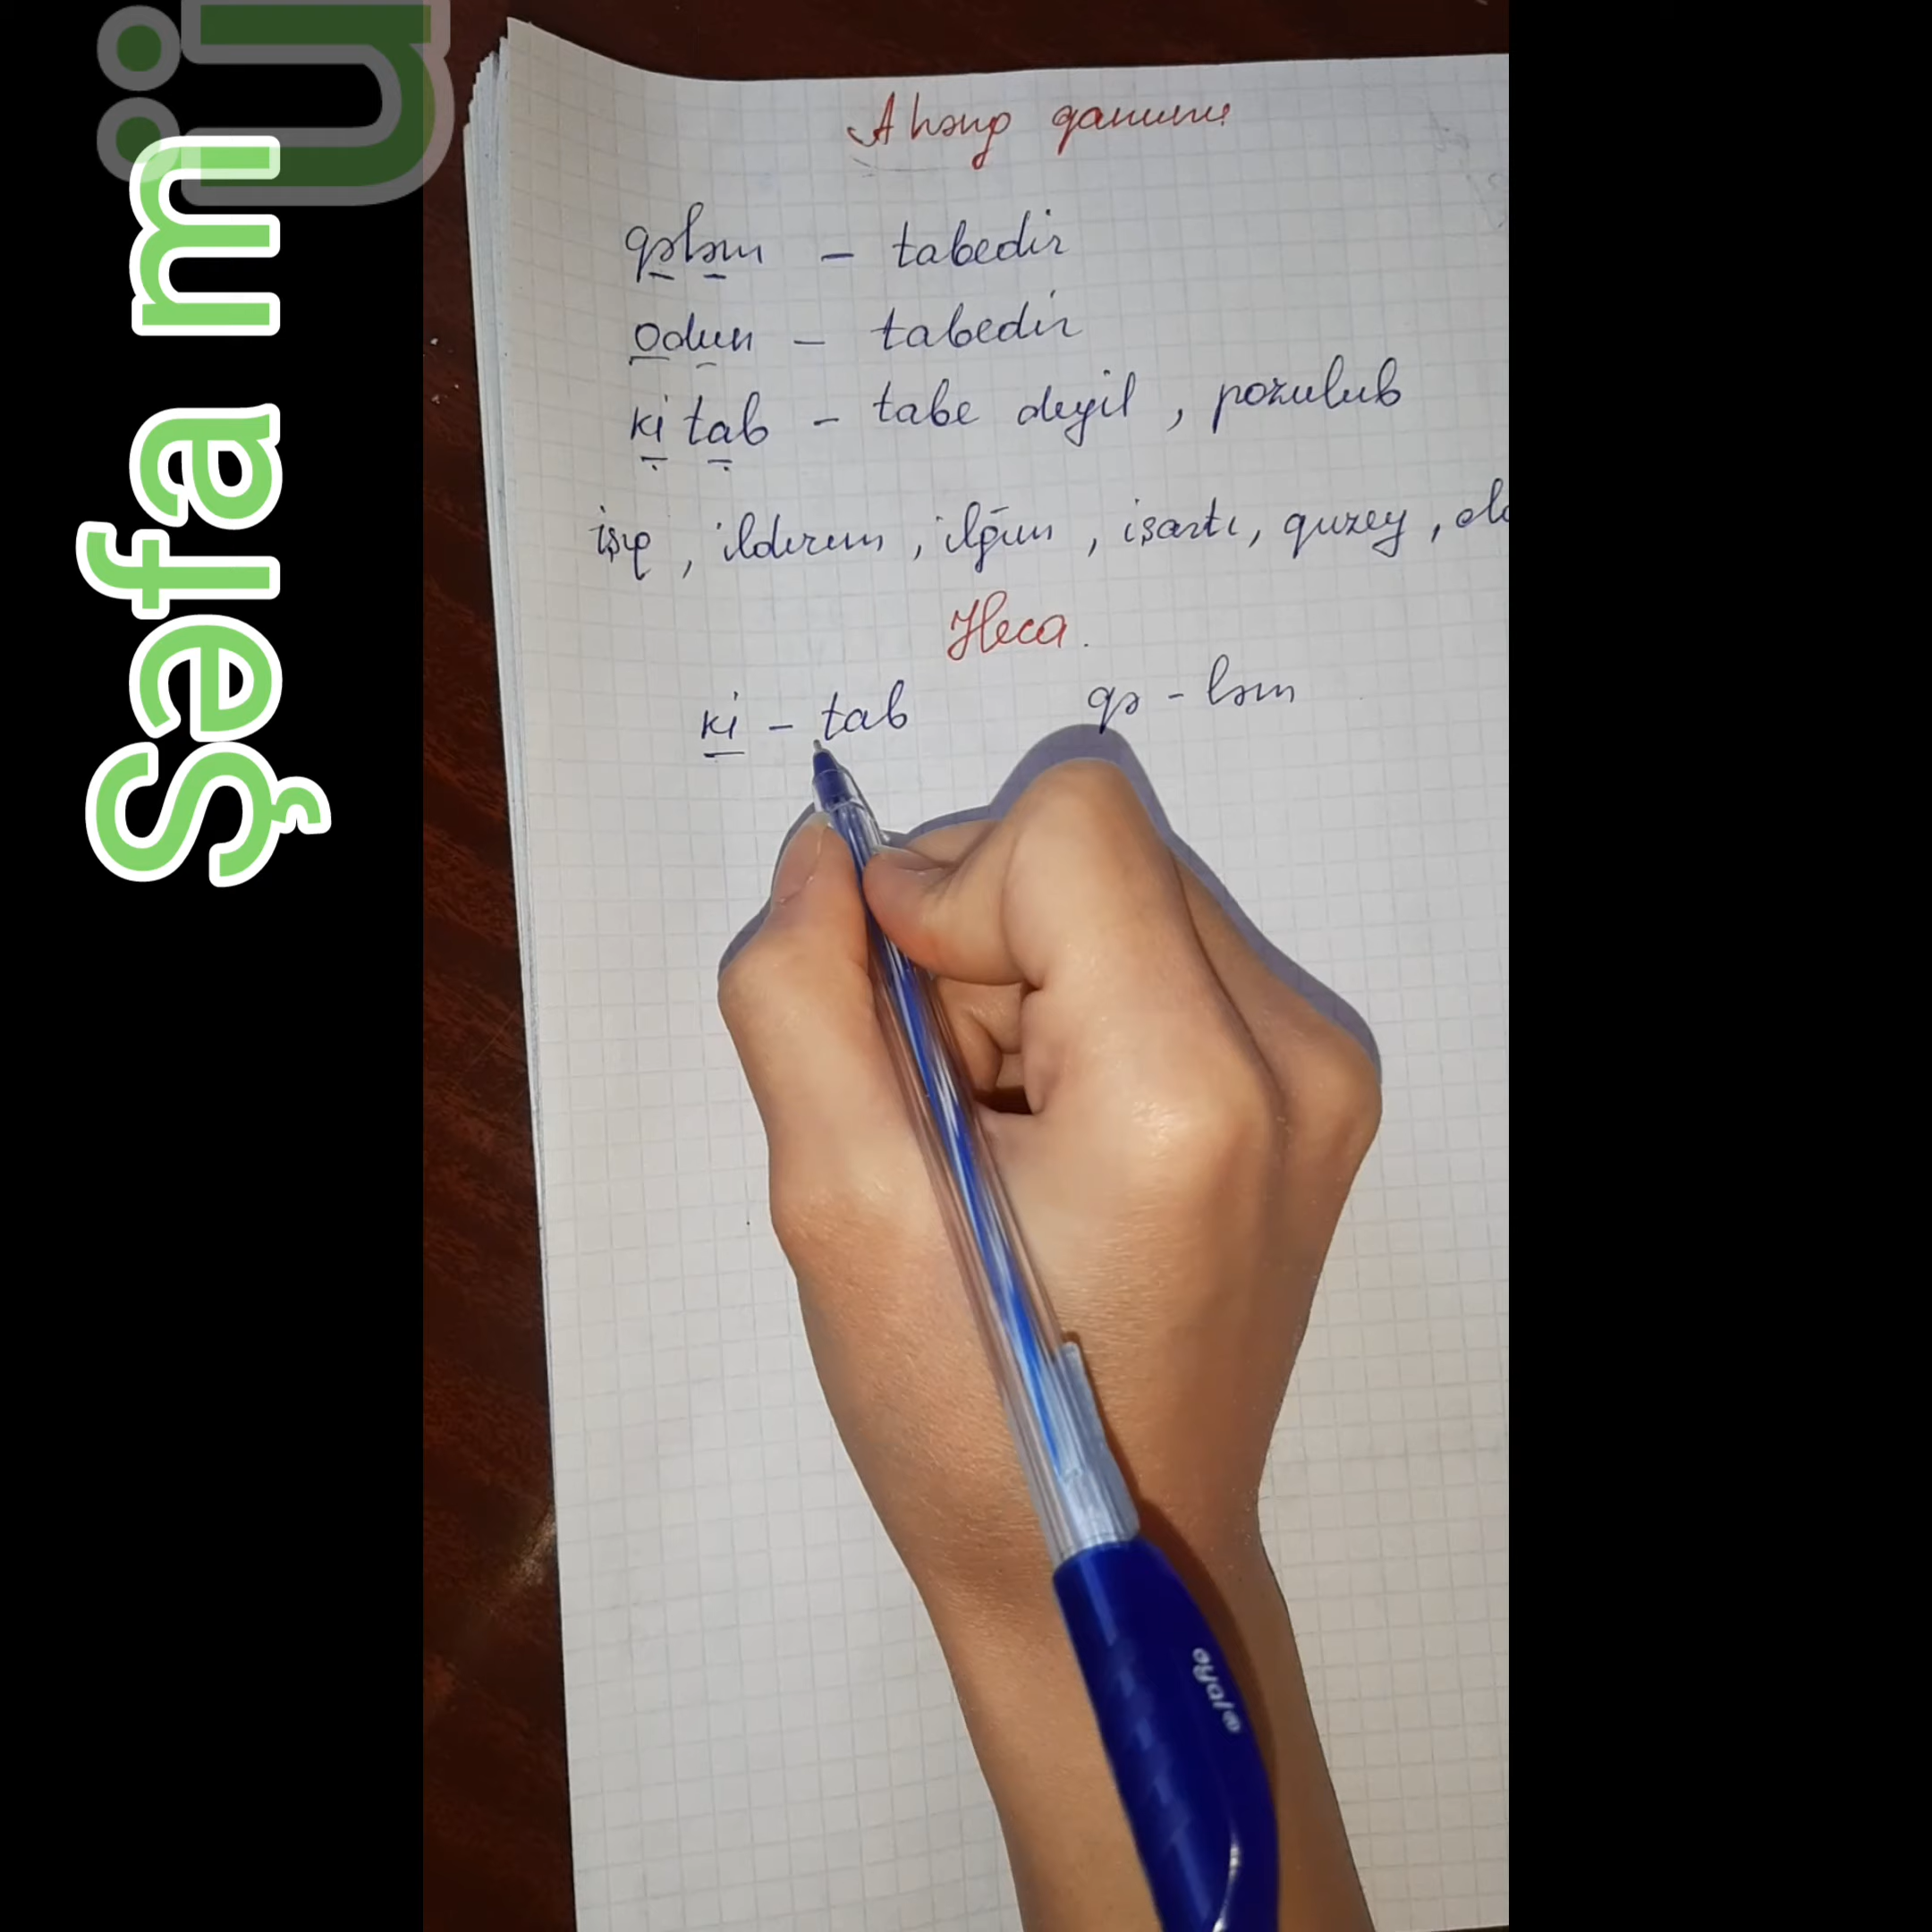 Ahəng qanunu
qələm – tabedir
odun – tabedir
kitab – tabe deyil, pozulub
işıq, ildırım, ilğım, işartı, quzey,
Heca.
ki – tab qə – ləm
Şəfa m
ü